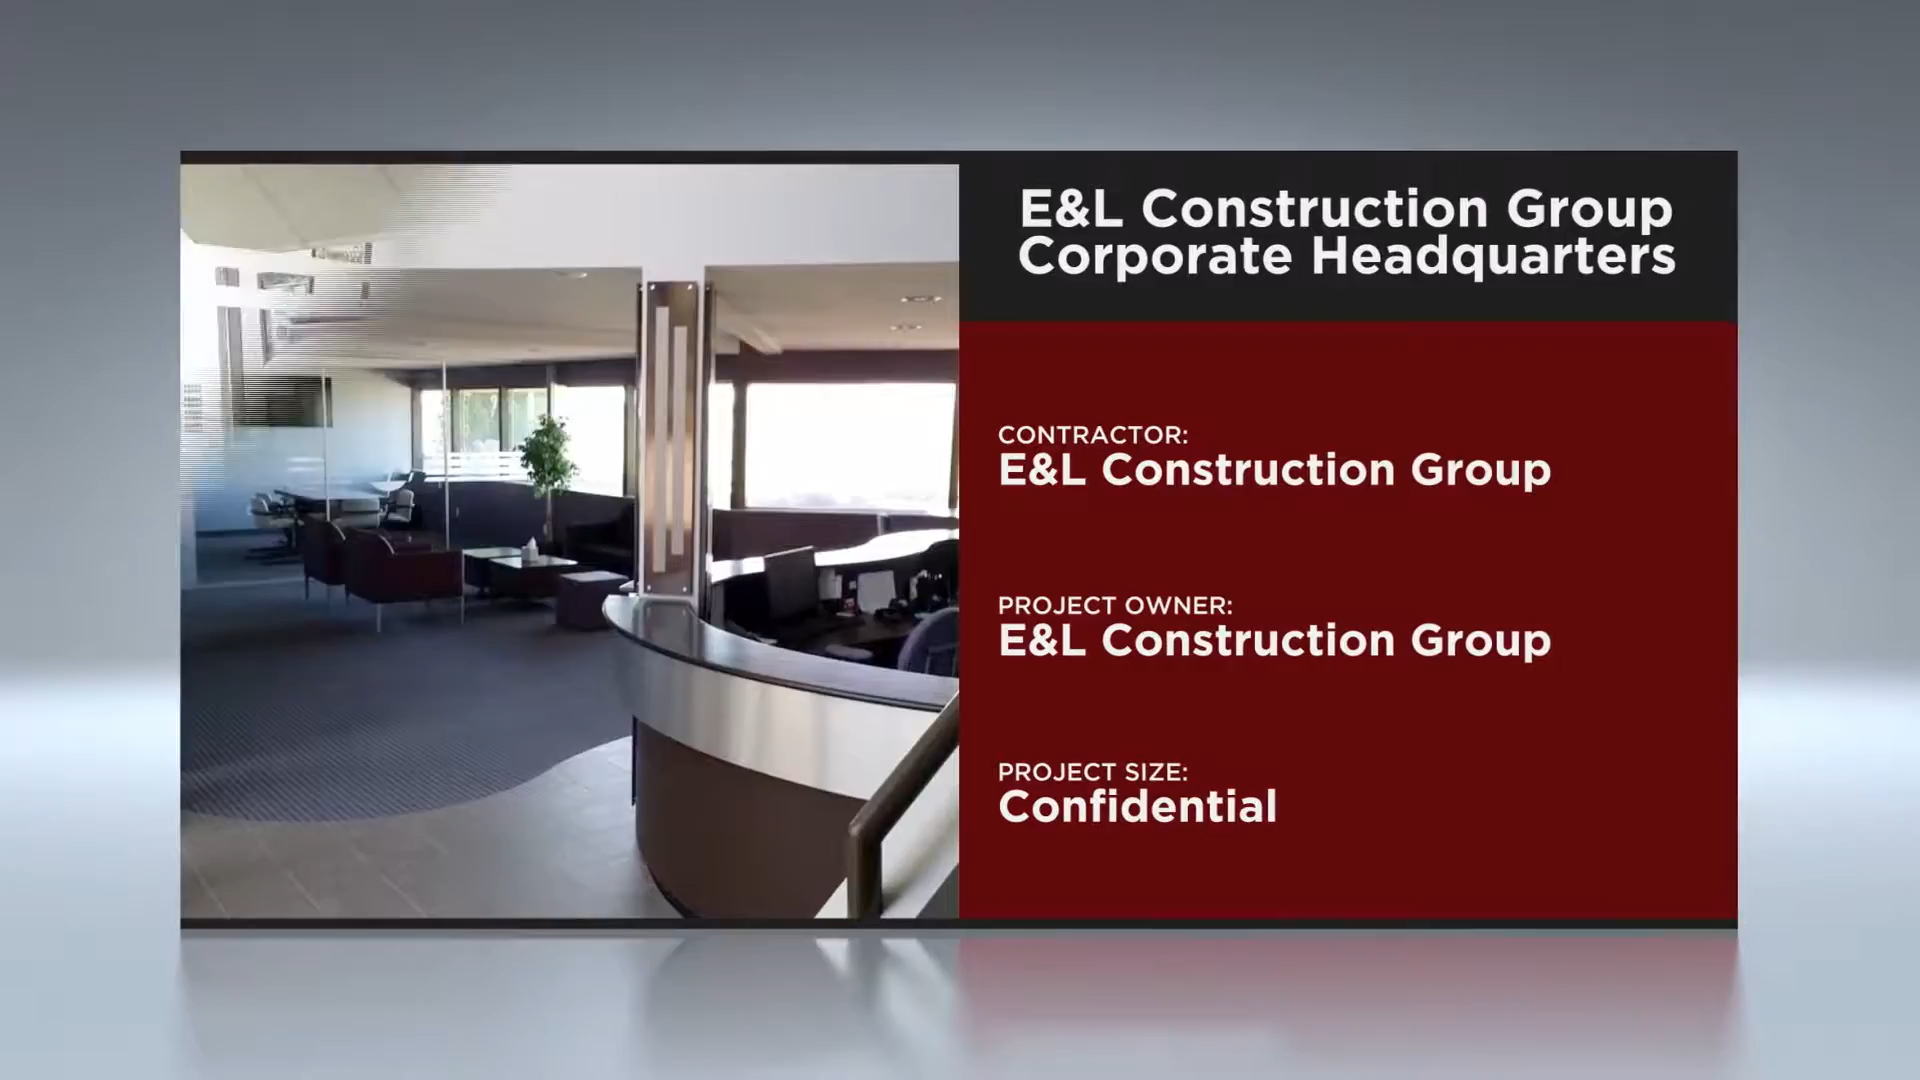 E&L Construction Group
Corporate Headquarters
CONTRACTOR:
E&L Construction Group
PROJECT OWNER:
E&L Construction Group
PROJECT SIZE:
Confidential